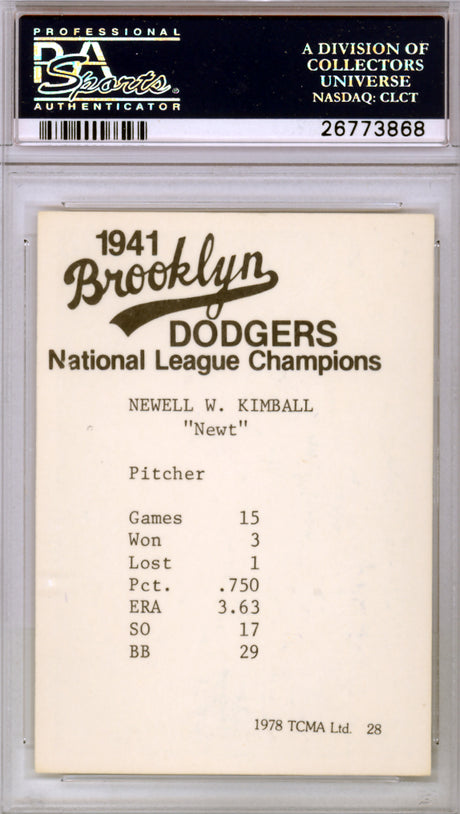 PROFESSIONAL
PSA
Sports®
AUTHENTICATOR
A DIVISION OF
COLLECTORS
UNIVERSE
NASDAQ: CLCT
26773868
1941
Brooklyn
DODGERS
National League Champions
NEWELL W. KIMBALL
"Newt"
Pitcher
Games 15
Won 3
Lost 1
Pct. .750
ERA 3.63
SO 17
BB 29
1978 TCMA Ltd. 28